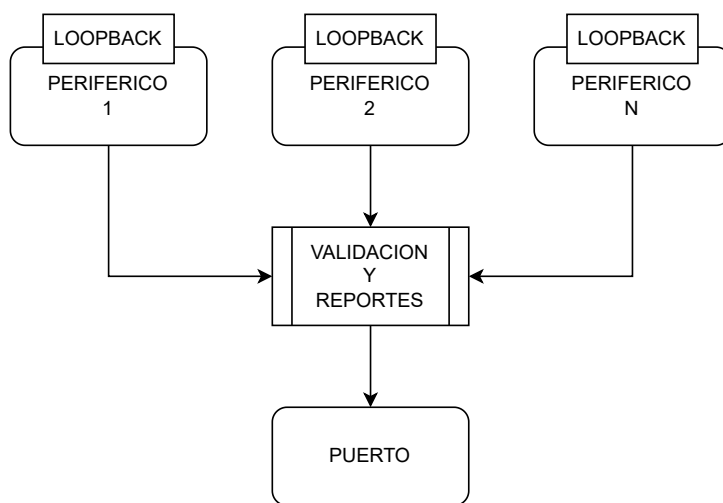 LOOPBACK
PERIFERICO
1
LOOPBACK
PERIFERICO
2
LOOPBACK
PERIFERICO
N
VALIDACION
Y
REPORTES
PUERTO